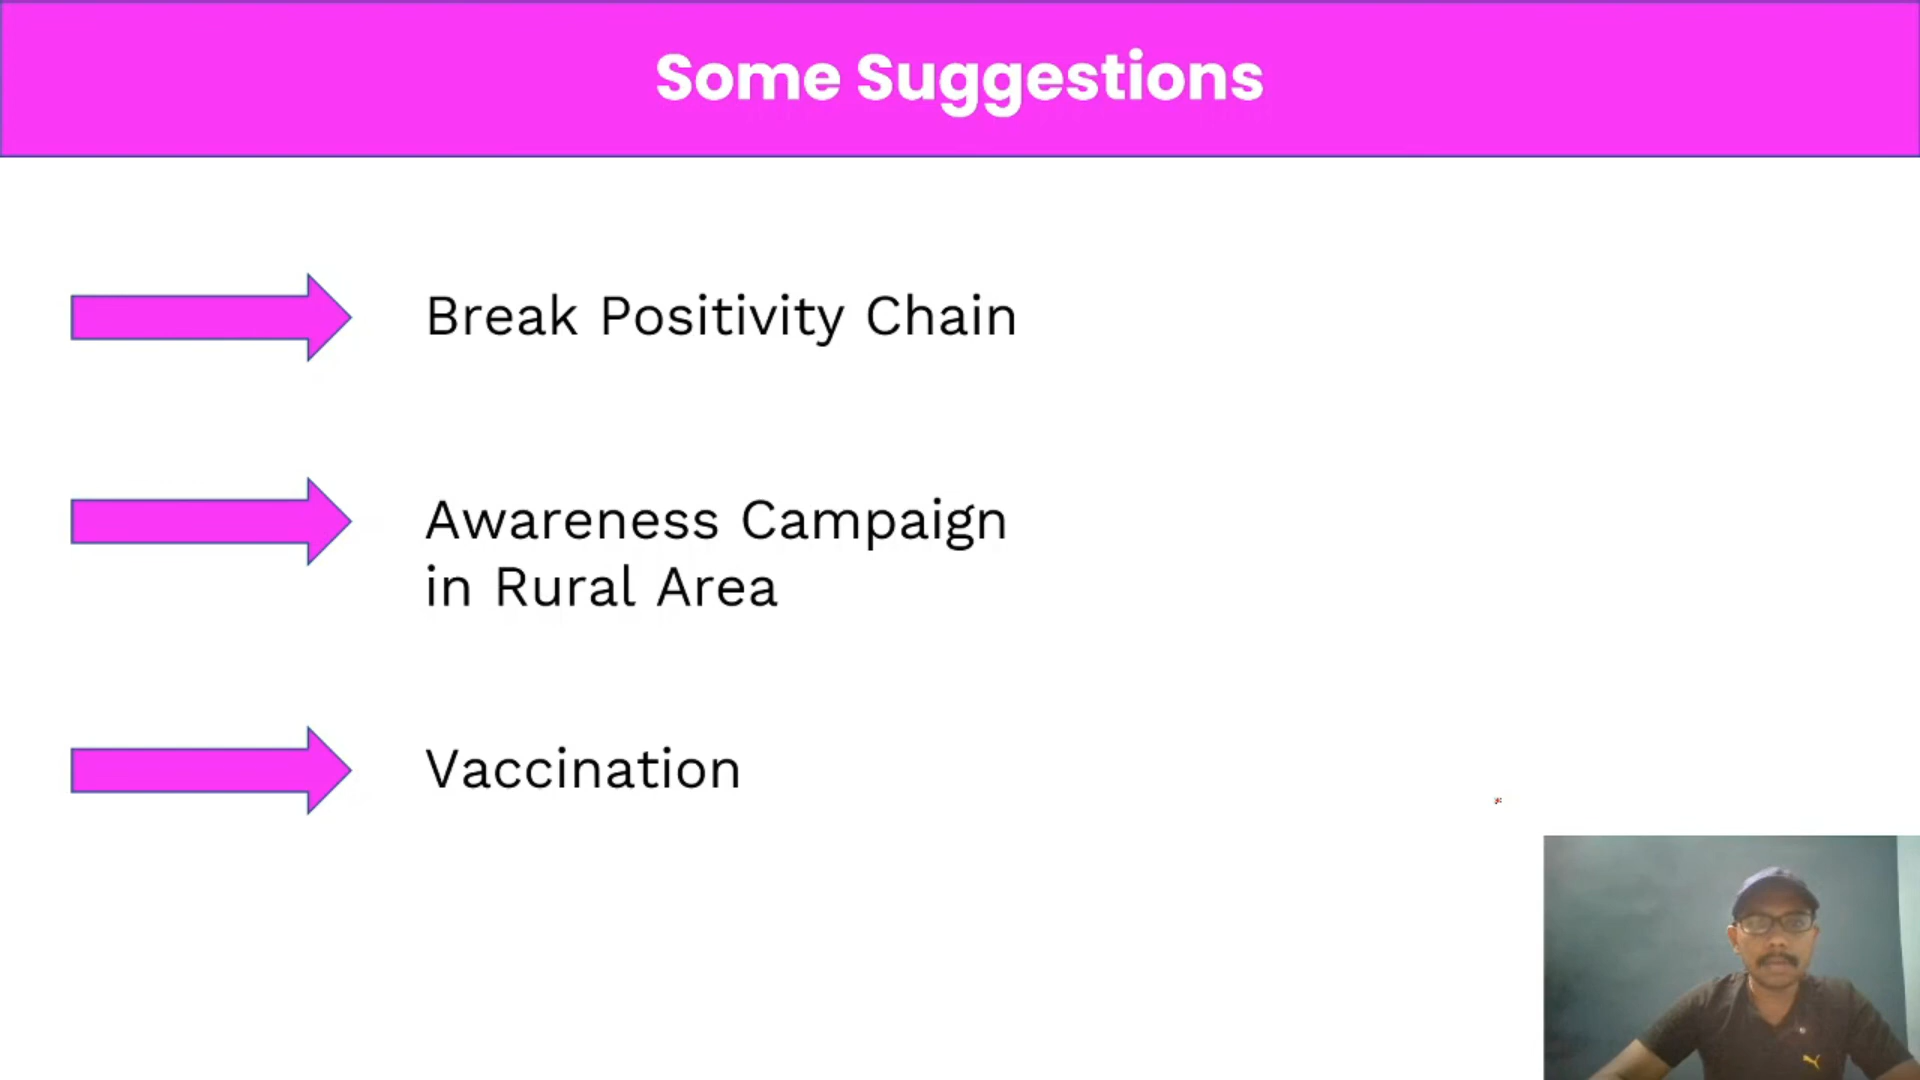 Some Suggestions
Break Positivity Chain
Awareness Campaign
in Rural Area
Vaccination